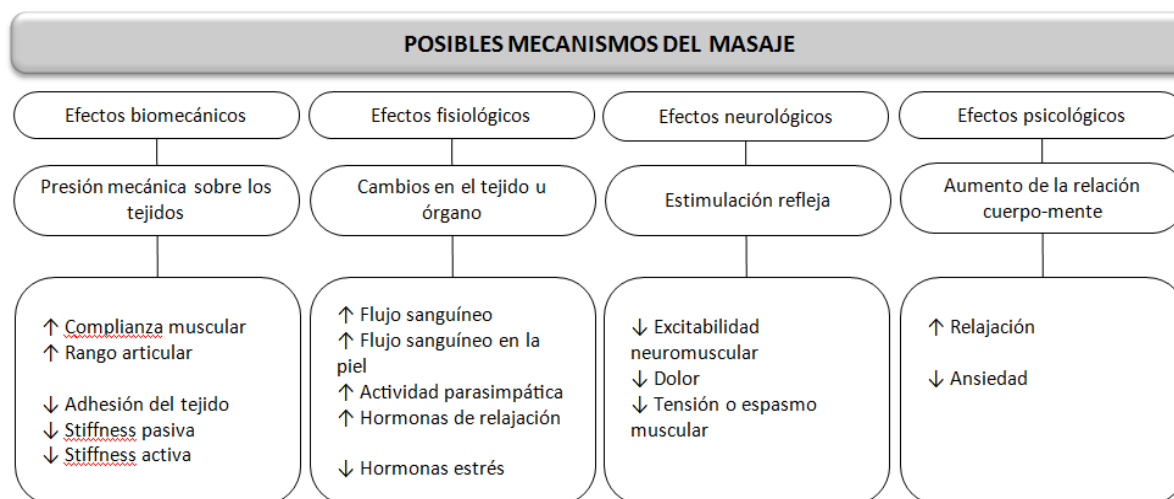 POSIBLES MECANISMOS DEL MASAJE
Efectos biomecánicos
Presión mecánica sobre los
tejidos
↑ Complianza muscular
↑ Rango articular
↓ Adhesión del tejido
↓ Stiffness pasiva
↓ Stiffness activa
Efectos fisiológicos
Cambios en el tejido u
órgano
↑ Flujo sanguíneo
↑ Flujo sanguíneo en la
piel
↑ Actividad parasimpática
↑ Hormonas de relajación
↓ Hormonas estrés
Efectos neurológicos
Estimulación refleja
↓ Excitabilidad
neuromuscular
↓ Dolor
↓ Tensión o espasmo
muscular
Efectos psicológicos
Aumento de la relación
cuerpo-mente
↑ Relajación
↓ Ansiedad